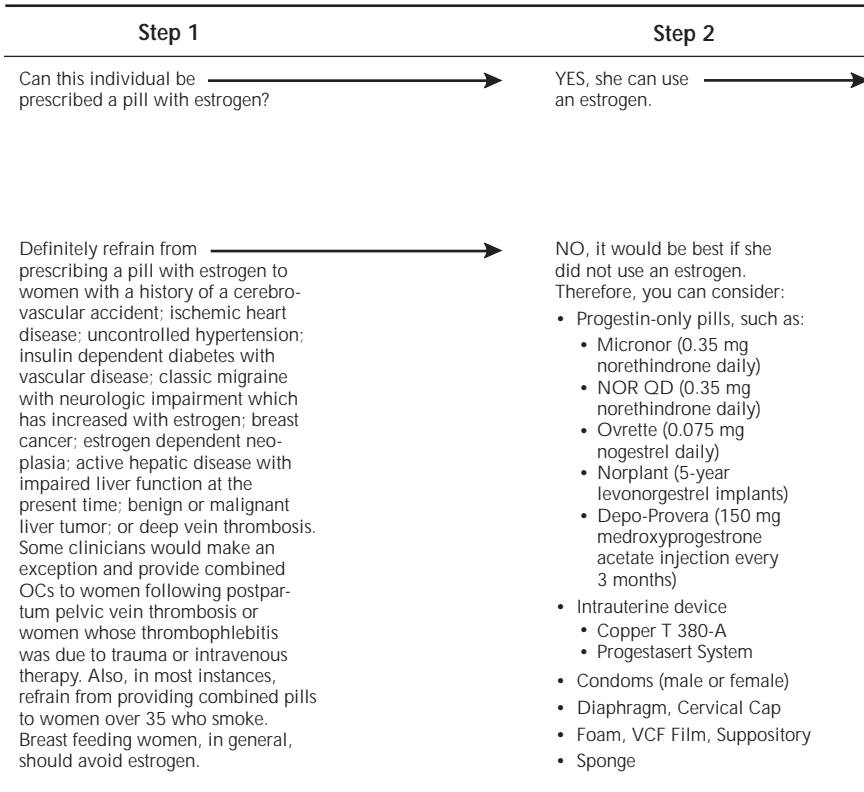 Step 1
Step 2
Can this individual be
prescribed a pill with estrogen?
YES, she can use
an estrogen.
Definitely refrain from
prescribing a pill with estrogen to
women with a history of a cerebro-
vascular accident; ischemic heart
disease; uncontrolled hypertension;
insulin dependent diabetes with
vascular disease; classic migraine
with neurologic impairment which
has increased with estrogen; breast
cancer; estrogen dependent neo-
plasia; active hepatic disease with
impaired liver function at the
present time; benign or malignant
liver tumor; or deep vein thrombosis.
Some clinicians would make an
exception and provide combined
OCs to women following postpar-
tum pelvic vein thrombosis or
women whose thrombophlebitis
was due to trauma or intravenous
therapy. Also, in most instances,
refrain from providing combined pills
to women over 35 who smoke.
Breast feeding women, in general,
should avoid estrogen.
NO, it would be best if she
did not use an estrogen.
Therefore, you can consider:
• Progestin-only pills, such as:
• Micronor (0.35 mg
norethindrone daily)
• NOR QD (0.35 mg
norethindrone daily)
• Ovrette (0.075 mg
nogestrel daily)
• Norplant (5-year
levonorgestrel implants)
• Depo-Provera (150 mg
medroxyprogestrone
acetate injection every
3 months)
• Intrauterine device
• Copper T 380-A
• Progestasert System
• Condoms (male or female)
• Diaphragm, Cervical Cap
• Foam, VCF Film, Suppository
• Sponge